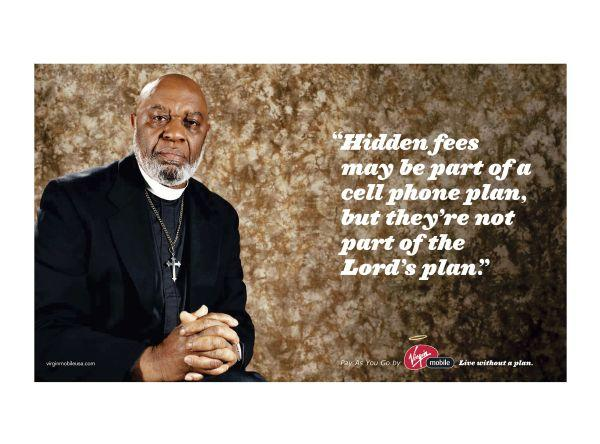 “Hidden fees
may be part of a
cell phone plan,
but they’re not
part of the
Lord’s plan.”
virginmobileusa.com
Pay As You Go by Virgin mobile Live without a plan.